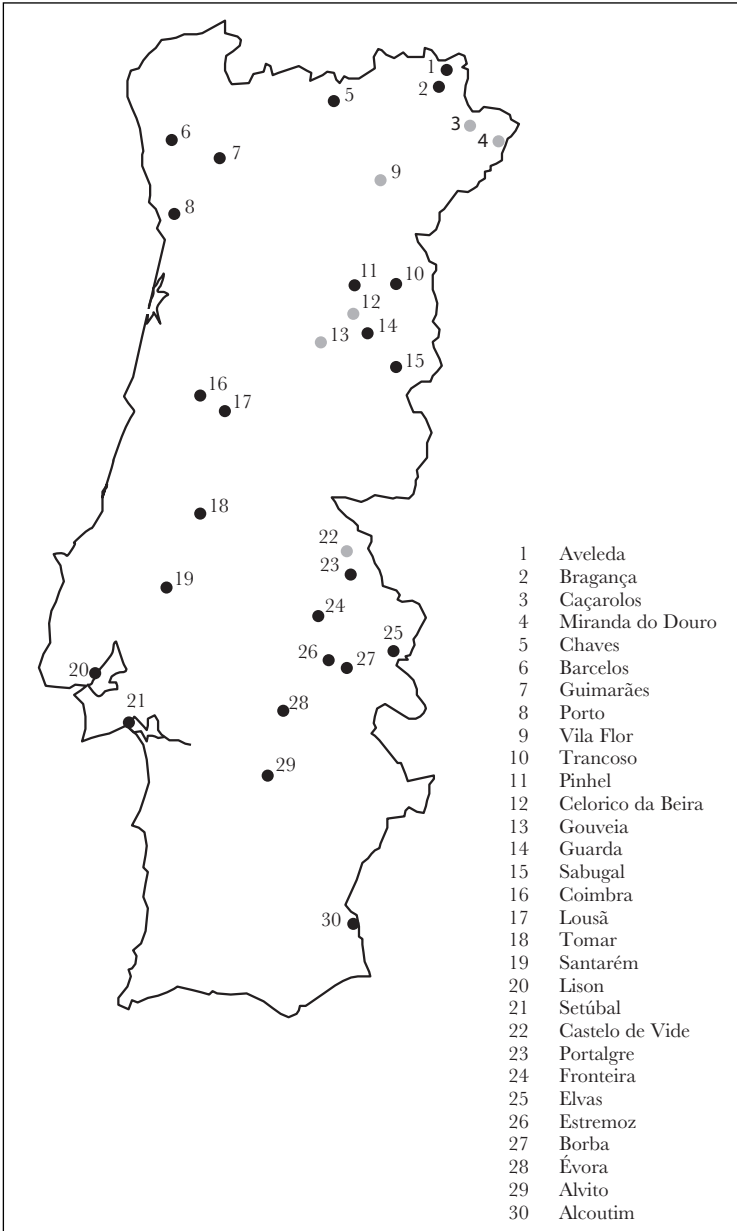 1
2
3
4
5
6
7
8
9
10
11
12
13
14
15
16
17
18
19
20
21
22
23
24
25
26
27
28
29
30
1 Aveleda
2 Bragança
3 Caçarolos
4 Miranda do Douro
5 Chaves
6 Barcelos
7 Guimarães
8 Porto
9 Vila Flor
10 Trancoso
11 Pinhel
12 Celorico da Beira
13 Gouveia
14 Guarda
15 Sabugal
16 Coimbra
17 Lousã
18 Tomar
19 Santarém
20 Lison
21 Setúbal
22 Castelo de Vide
23 Portalgre
24 Fronteira
25 Elvas
26 Estremoz
27 Borba
28 Évora
29 Alvito
30 Alcoutim